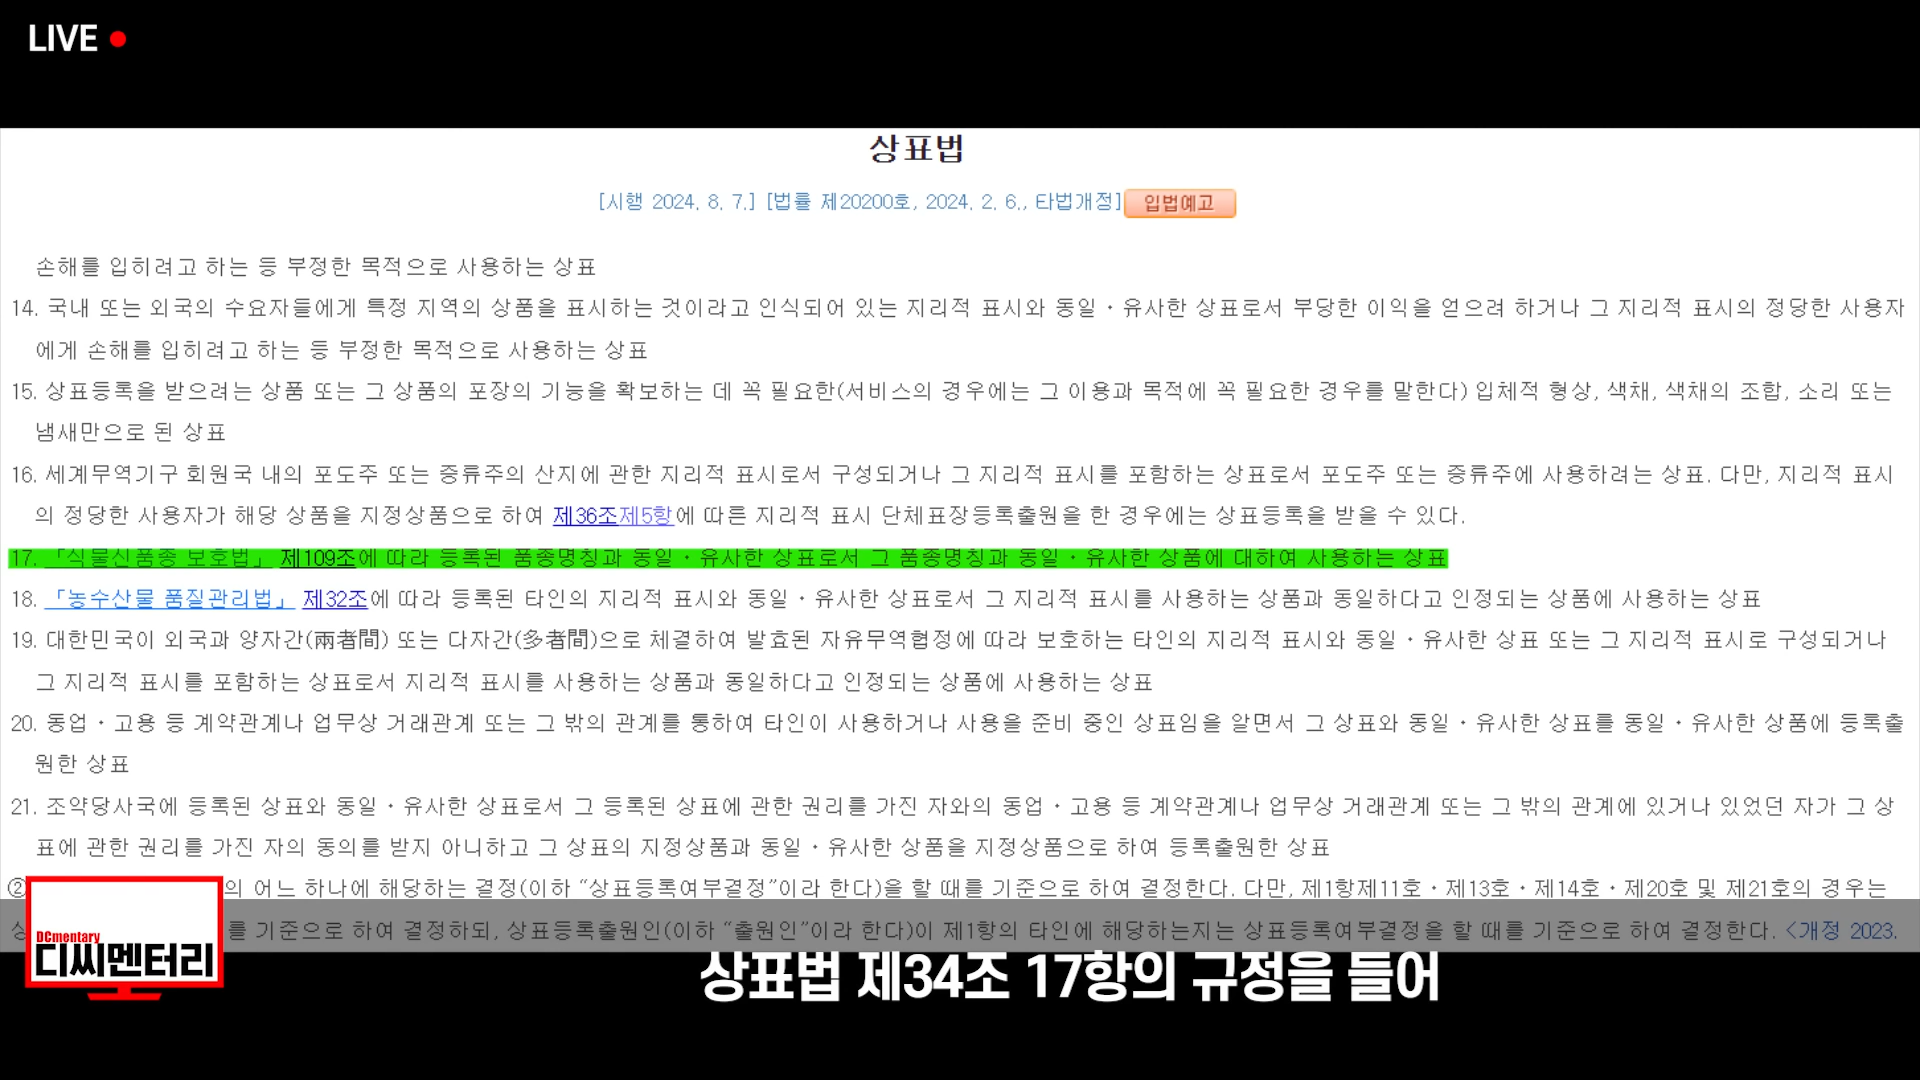 LIVE
상표법
[시행 2024. 8. 7.] [법률 제20200호, 2024. 2. 6., 타법개정] 입법예고
손해를 입히려고 하는 등 부정한 목적으로 사용하는 상표
14. 국내 또는 외국의 수요자들에게 특정 지역의 상품을 표시하는 것이라고 인식되어 있는 지리적 표시와 동일ㆍ유사한 상표로서 부당한 이익을 얻으려 하거나 그 지리적 표시의 정당한 사용자
에게 손해를 입히려고 하는 등 부정한 목적으로 사용하는 상표
15. 상표등록을 받으려는 상품 또는 그 상품의 포장의 기능을 확보하는 데 꼭 필요한(서비스의 경우에는 그 이용과 목적에 꼭 필요한 경우를 말한다) 입체적 형상, 색채, 색채의 조합, 소리 또는
냄새만으로 된 상표
16. 세계무역기구 회원국 내의 포도주 또는 증류주의 산지에 관한 지리적 표시로서 구성되거나 그 지리적 표시를 포함하는 상표로서 포도주 또는 증류주에 사용하려는 상표. 다만, 지리적 표시
의 정당한 사용자가 해당 상품을 지정상품으로 하여 제36조제5항에 따른 지리적 표시 단체표장등록출원을 한 경우에는 상표등록을 받을 수 있다.
17. 「식물신품종 보호법」 제109조에 따라 등록된 품종명칭과 동일ㆍ유사한 상표로서 그 품종명칭과 동일ㆍ유사한 상품에 대하여 사용하는 상표
18. 「농수산물 품질관리법」 제32조에 따라 등록된 타인의 지리적 표시와 동일ㆍ유사한 상표로서 그 지리적 표시를 사용하는 상품과 동일하다고 인정되는 상품에 사용하는 상표
19. 대한민국이 외국과 양자간(兩者間) 또는 다자간(多者間)으로 체결하여 발효된 자유무역협정에 따라 보호하는 타인의 지리적 표시와 동일ㆍ유사한 상표 또는 그 지리적 표시로 구성되거나
그 지리적 표시를 포함하는 상표로서 지리적 표시를 사용하는 상품과 동일하다고 인정되는 상품에 사용하는 상표
20. 동업ㆍ고용 등 계약관계나 업무상 거래관계 또는 그 밖의 관계를 통하여 타인이 사용하거나 사용을 준비 중인 상표임을 알면서 그 상표와 동일ㆍ유사한 상표를 동일ㆍ유사한 상품에 등록출
원한 상표
21. 조약당사국에 등록된 상표와 동일ㆍ유사한 상표로서 그 등록된 상표에 관한 권리를 가진 자와의 동업ㆍ고용 등 계약관계나 업무상 거래관계 또는 그 밖의 관계에 있거나 있었던 자가 그 상
표에 관한 권리를 가진 자의 동의를 받지 아니하고 그 상표의 지정상품과 동일ㆍ유사한 상품을 지정상품으로 하여 등록출원한 상표
② 의 어느 하나에 해당하는 결정(이하 “상표등록여부결정”이라 한다)을 할 때를 기준으로 하여 결정한다. 다만, 제1항제11호ㆍ제13호ㆍ제14호ㆍ제20호 및 제21호의 경우는
를 기준으로 하여 결정하되, 상표등록출원인(이하 “출원인”이라 한다)이 제1항의 타인에 해당하는지는 상표등록여부결정을 할 때를 기준으로 하여 결정한다. <개정 2023.
DCmentary
디씨멘터리
상표법 제34조 17항의 규정을 들어